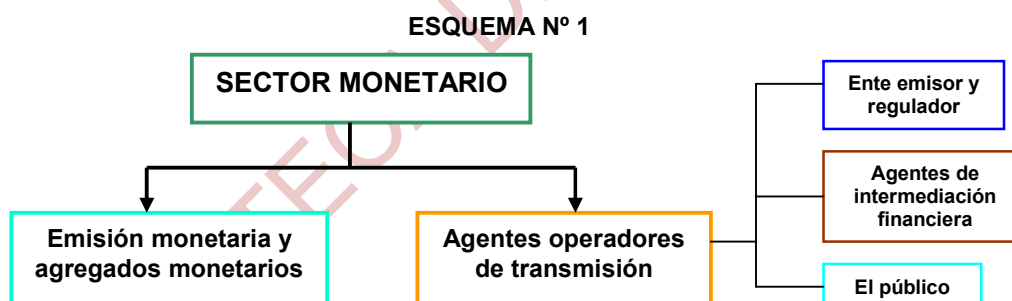 ESQUEMA Nº 1
SECTOR MONETARIO
Ente emisor y
regulador
Agentes de
intermediación
financiera
Emisión monetaria y
agregados monetarios
Agentes operadores
de transmisión
El público